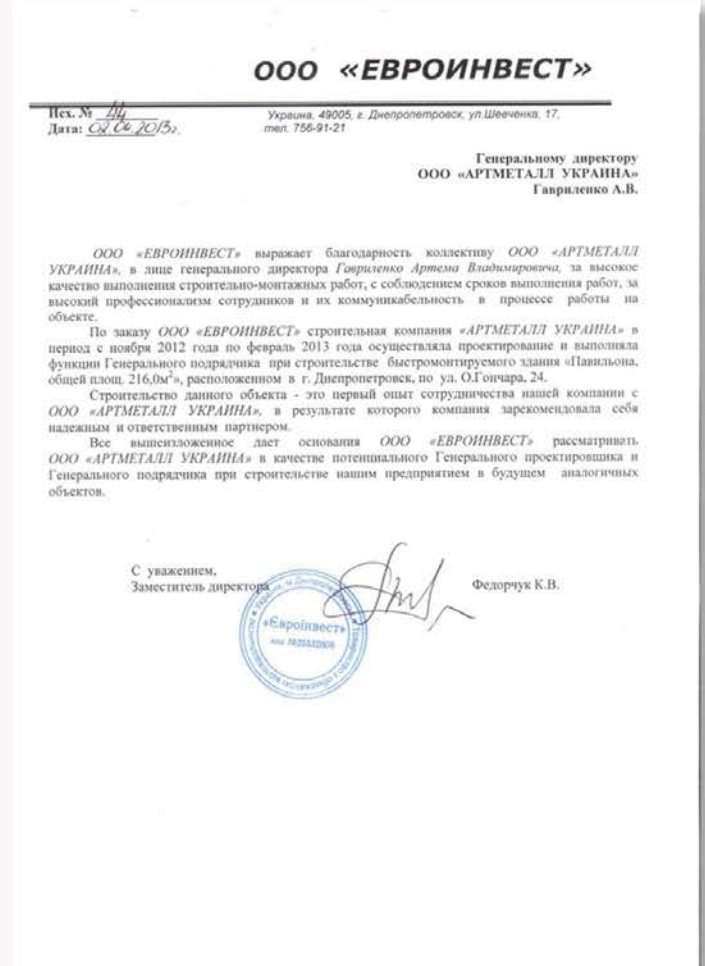 ООО «ЕВРОИНВЕСТ»
Исх. № 44
Дата: 02.04.2013г.
Украина, 49005, г. Днепропетровск, ул.Шевченка, 17,
тел. 756-91-21
Генеральному директору
ООО «АРТМЕТАЛЛ УКРАИНА»
Гавриленко А.В.
ООО «ЕВРОИНВЕСТ» выражает благодарность коллективу ООО «АРТМЕТАЛЛ
УКРАИНА», в лице генерального директора Гавриленко Артема Владимировича, за высокое
качество выполнения строительно-монтажных работ, с соблюдением сроков выполнения работ, за
высокий профессионализм сотрудников и их коммуникабельность в процессе работы на
объекте.
По заказу ООО «ЕВРОИНВЕСТ» строительная компания «АРТМЕТАЛЛ УКРАИНА» в
период с ноября 2012 года по февраль 2013 года осуществляла проектирование и выполняла
функции Генерального подрядчика при строительстве быстромонтируемого здания «Павильона,
общей площ. 216,0м²», расположенном в г. Днепропетровск, по ул. О.Гончара, 24.
Строительство данного объекта - это первый опыт сотрудничества нашей компании с
ООО «АРТМЕТАЛЛ УКРАИНА», в результате которого компания зарекомендовала себя
надежным и ответственным партнером.
Все вышеизложенное дает основания ООО «ЕВРОИНВЕСТ» рассматривать
ООО «АРТМЕТАЛЛ УКРАИНА» в качестве потенциального Генерального проектировщика и
Генерального подрядчика при строительстве нашим предприятием в будущем аналогичных
объектов.
С уважением,
Заместитель директора
Федорчук К.В.
«Євроінвест»